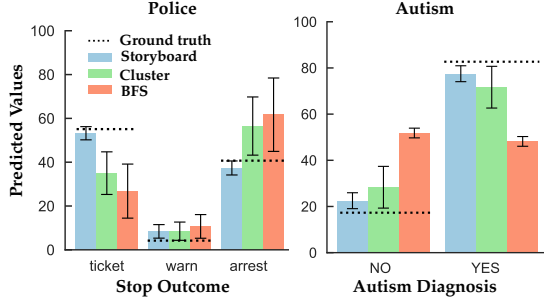 Police
Autism
Predicted Values
100
80
60
40
20
0
Ground truth
Storyboard
Cluster
BFS
ticket
warn
arrest
Stop Outcome
100
80
60
40
20
0
NO
YES
Autism Diagnosis